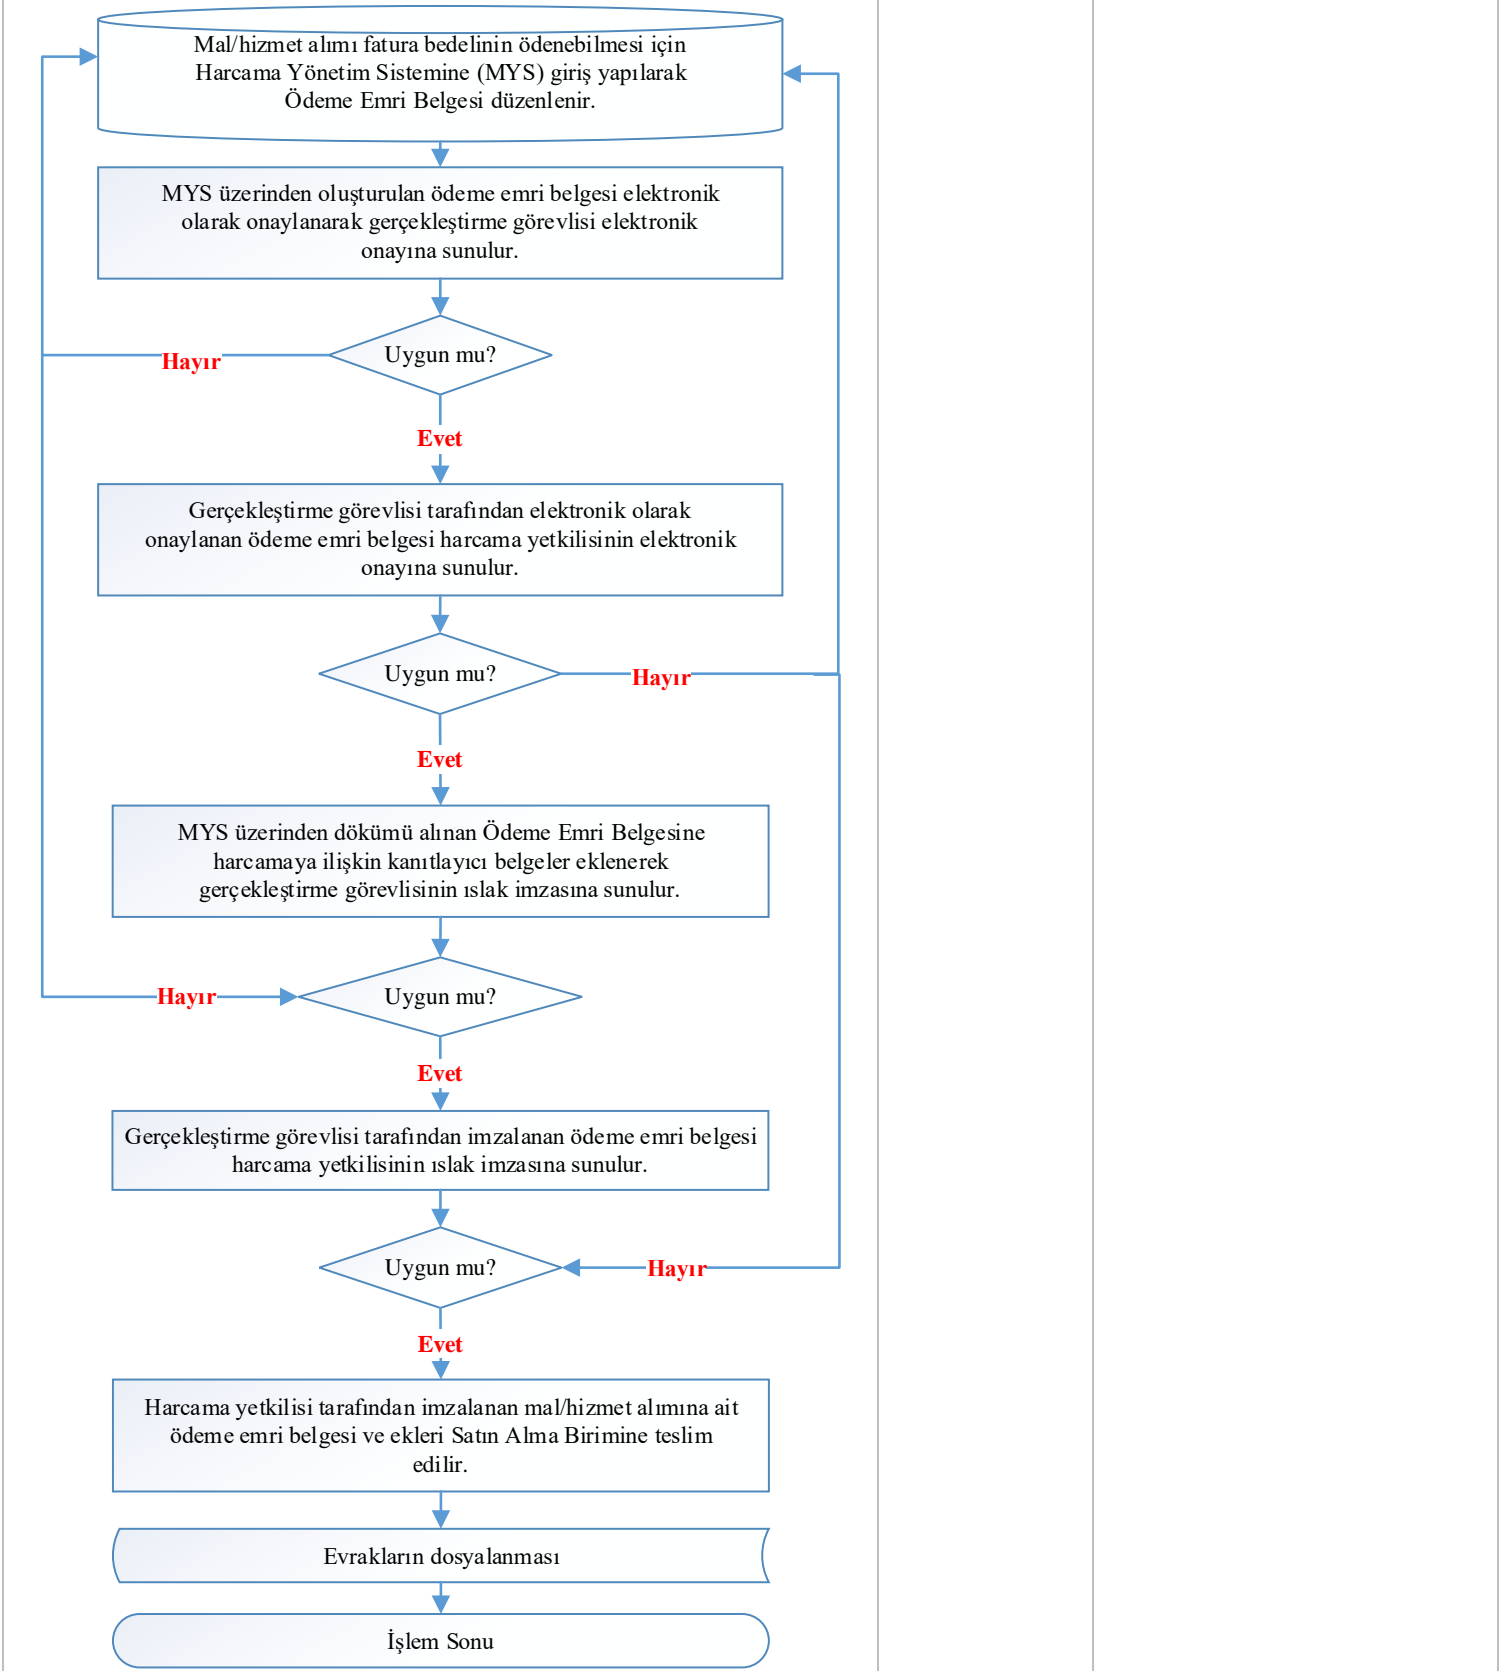 Mal/hizmet alımı fatura bedelinin ödenebilmesi için
Harcama Yönetim Sistemine (MYS) giriş yapılarak
Ödeme Emri Belgesi düzenlenir.
MYS üzerinden oluşturulan ödeme emri belgesi elektronik
olarak onaylanarak gerçekleştirme görevlisi elektronik
onayına sunulur.
Uygun mu?
Hayır
Evet
Gerçekleştirme görevlisi tarafından elektronik olarak
onaylanan ödeme emri belgesi harcama yetkilisinin elektronik
onayına sunulur.
Uygun mu?
Hayır
Evet
MYS üzerinden dökümü alınan Ödeme Emri Belgesine
harcamaya ilişkin kanıtlayıcı belgeler eklenerek
gerçekleştirme görevlisinin ıslak imzasına sunulur.
Hayır
Uygun mu?
Evet
Gerçekleştirme görevlisi tarafından imzalanan ödeme emri belgesi
harcama yetkilisinin ıslak imzasına sunulur.
Uygun mu?
Hayır
Evet
Harcama yetkilisi tarafından imzalanan mal/hizmet alımına ait
ödeme emri belgesi ve ekleri Satın Alma Birimine teslim
edilir.
Evrakların dosyalanması
İşlem Sonu